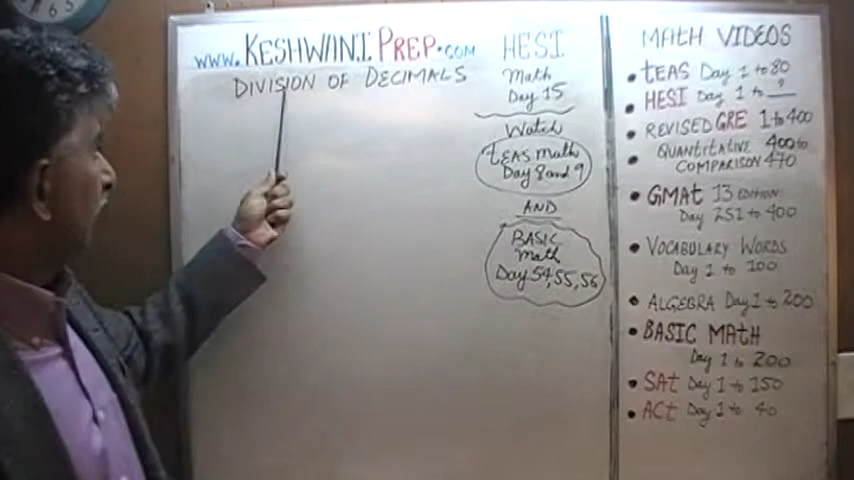 www.KESHWANI PREP.COM
DIVISION OF DECIMALS
HESI
Math
Day 15
Watch
TEAS Math
Day 8 and 9
AND
BASIC
Math
Day 54, 55, 56
MATH VIDEOS
• TEAS Day 1 to 80
• HESI Day 1 to ?
• REVISED GRE 1 to 400
• QUANTITATIVE 400 to
COMPARISON 470
• GMAT 13 EDITION
Day 251 to 400
• VOCABULARY WORDS
Day 1 to 100
• ALGEBRA Day 1 to 200
• BASIC MATH
Day 1 to 200
• SAT Day 1 to 150
• ACT Day 1 to 40